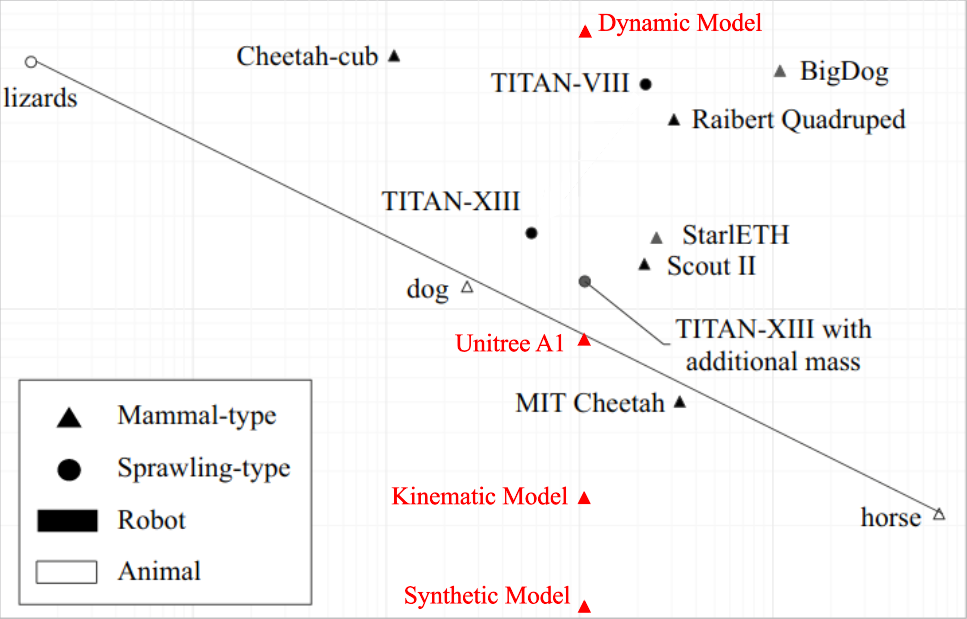 Dynamic Model
Cheetah-cub
BigDog
TITAN-VIII
lizards
Raibert Quadruped
TITAN-XIII
StarlETH
Scout II
dog
TITAN-XIII with
additional mass
Unitree A1
MIT Cheetah
Mammal-type
Sprawling-type
Kinematic Model
Robot
horse
Animal
Synthetic Model